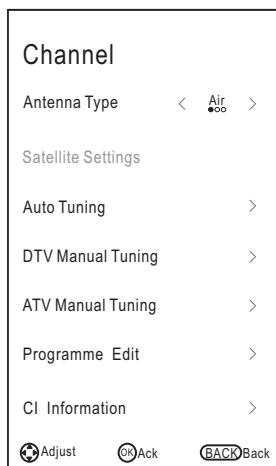 Channel
Antenna Type < Air >
Satellite Settings
Auto Tuning >
DTV Manual Tuning >
ATV Manual Tuning >
Programme Edit >
CI Information >
Adjust OK Ack BACK Back